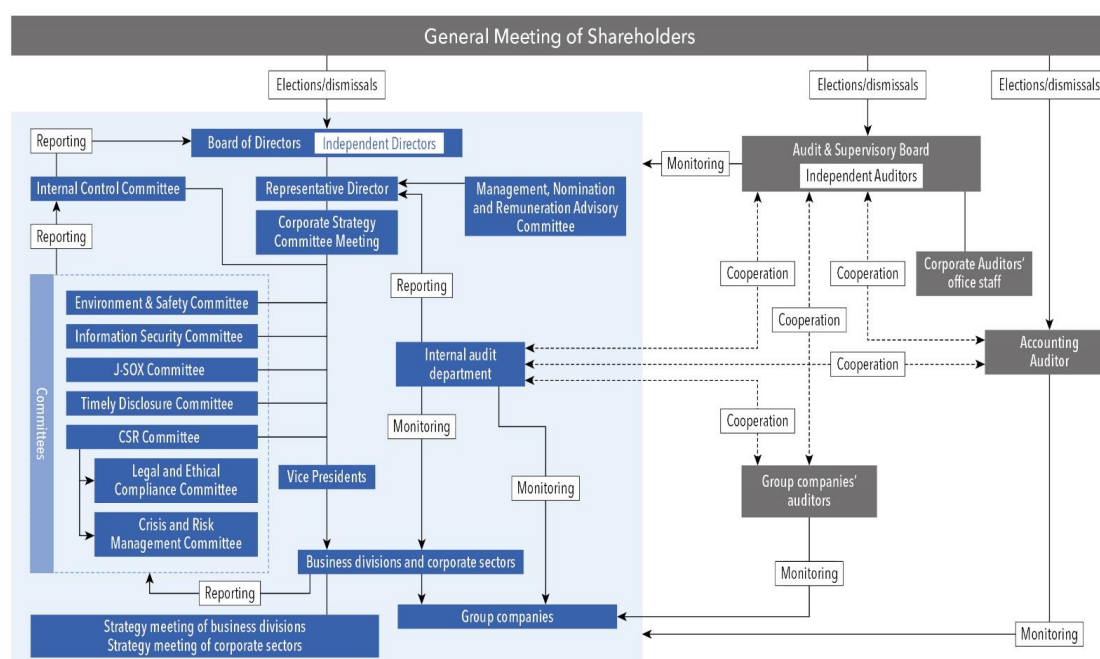 General Meeting of Shareholders
Elections/dismissals
Elections/dismissals
Elections/dismissals
Reporting
Board of Directors
Independent Directors
Audit & Supervisory Board
Independent Auditors
Monitoring
Internal Control Committee
Representative Director
Management, Nomination
and Remuneration Advisory
Committee
Corporate Strategy
Committee Meeting
Reporting
Reporting
Cooperation
Cooperation
Corporate Auditors'
office staff
Cooperation
Committees
Environment & Safety Committee
Information Security Committee
J-SOX Committee
Timely Disclosure Committee
CSR Committee
Legal and Ethical
Compliance Committee
Crisis and Risk
Management Committee
Internal audit
department
Cooperation
Accounting
Auditor
Monitoring
Cooperation
Vice Presidents
Monitoring
Group companies'
auditors
Business divisions and corporate sectors
Monitoring
Reporting
Group companies
Strategy meeting of business divisions
Strategy meeting of corporate sectors
Monitoring